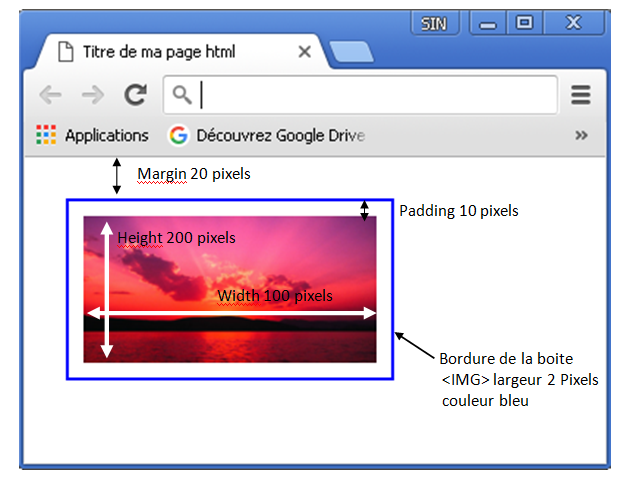 SIN
Titre de ma page html
Applications
Découvrez Google Drive
»
Margin 20 pixels
Padding 10 pixels
Height 200 pixels
Width 100 pixels
Bordure de la boite
<IMG> largeur 2 Pixels
couleur bleu